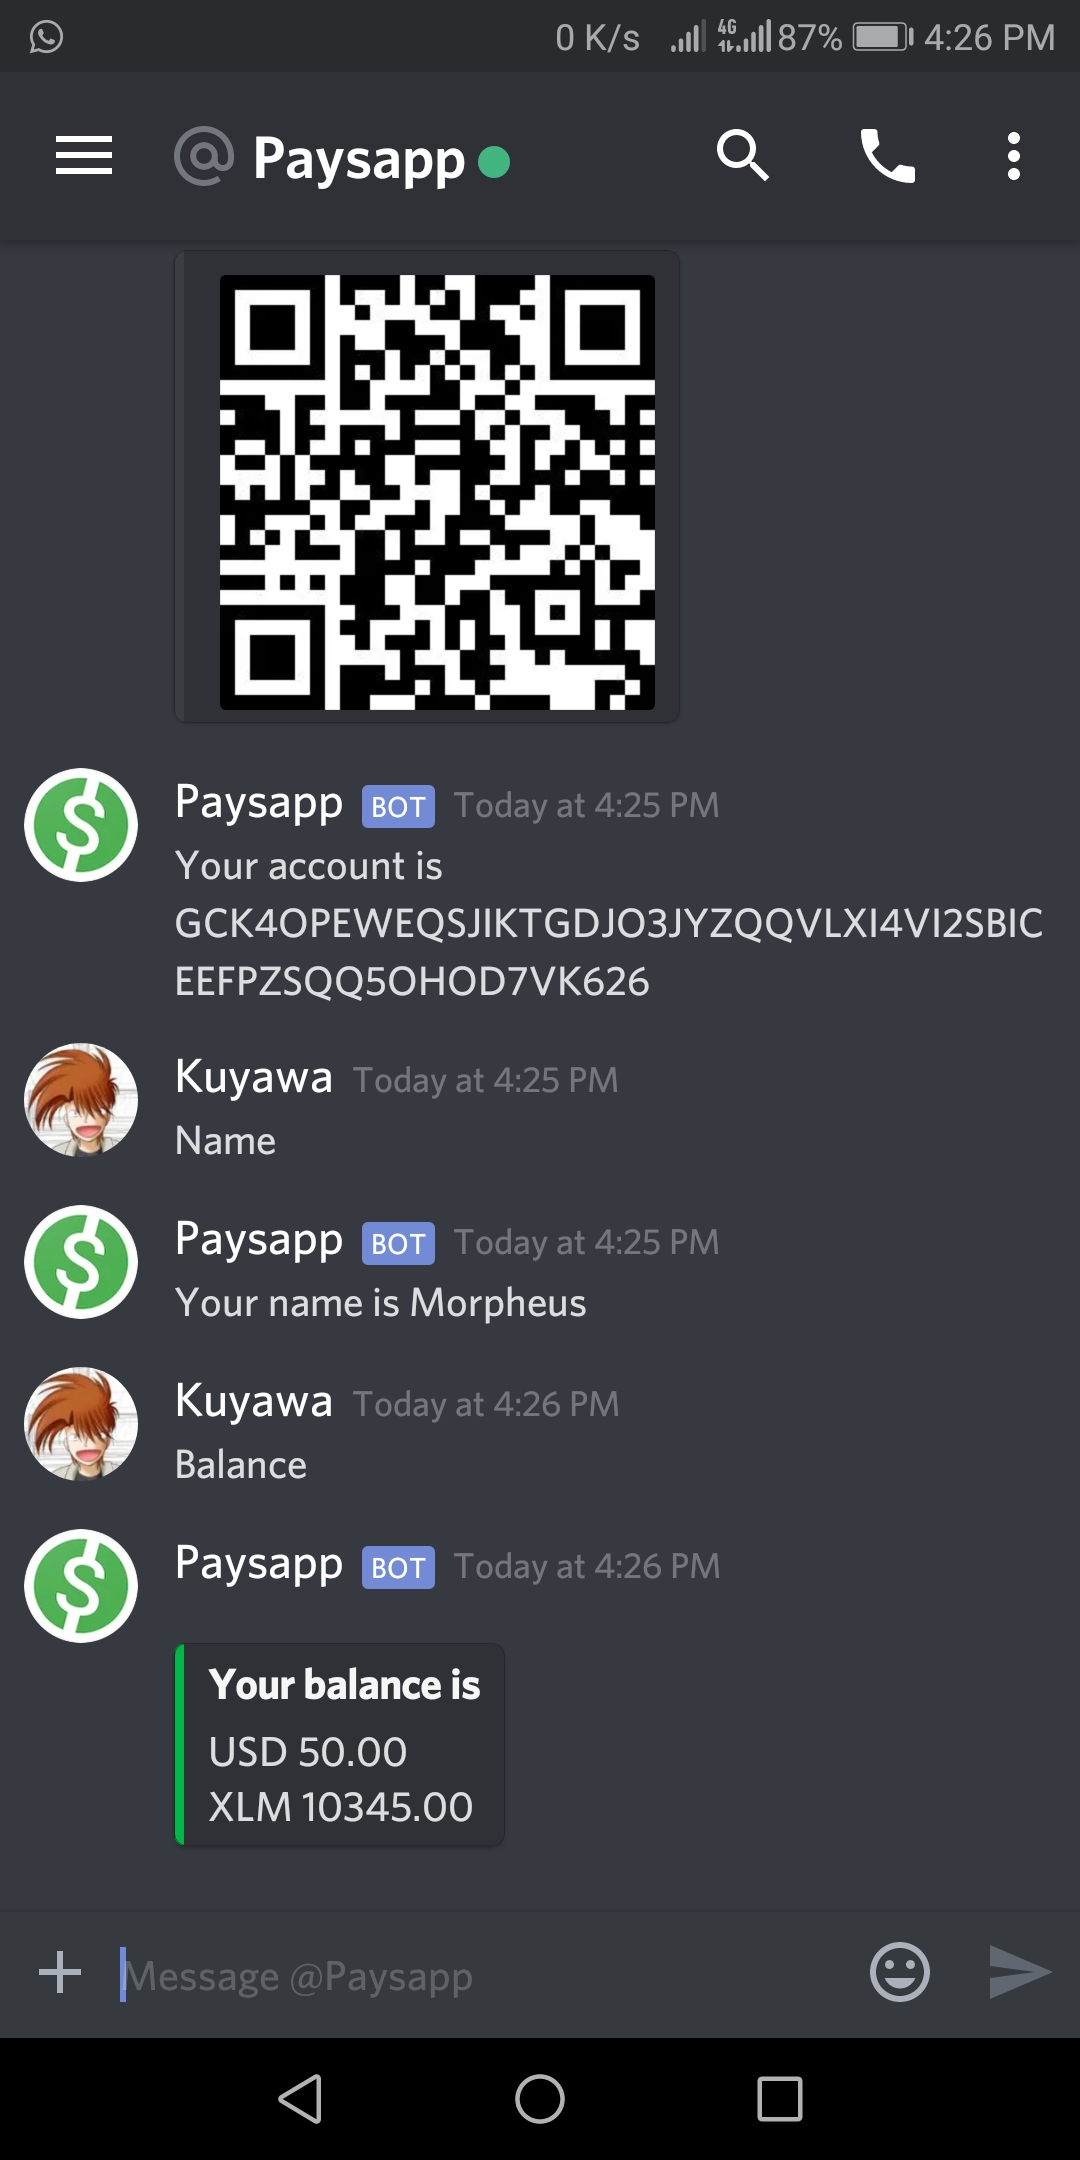 0 K/s 4G 87% 4:26 PM
@ Paysapp
Paysapp BOT Today at 4:25 PM
Your account is
GCK4OPEWEQSJIKTGDJO3JYZQQVLXI4VI2SBIC
EEFPZSQQ5OHOD7VK626
Kuyawa Today at 4:25 PM
Name
Paysapp BOT Today at 4:25 PM
Your name is Morpheus
Kuyawa Today at 4:26 PM
Balance
Paysapp BOT Today at 4:26 PM
Your balance is
USD 50.00
XLM 10345.00
Message @Paysapp